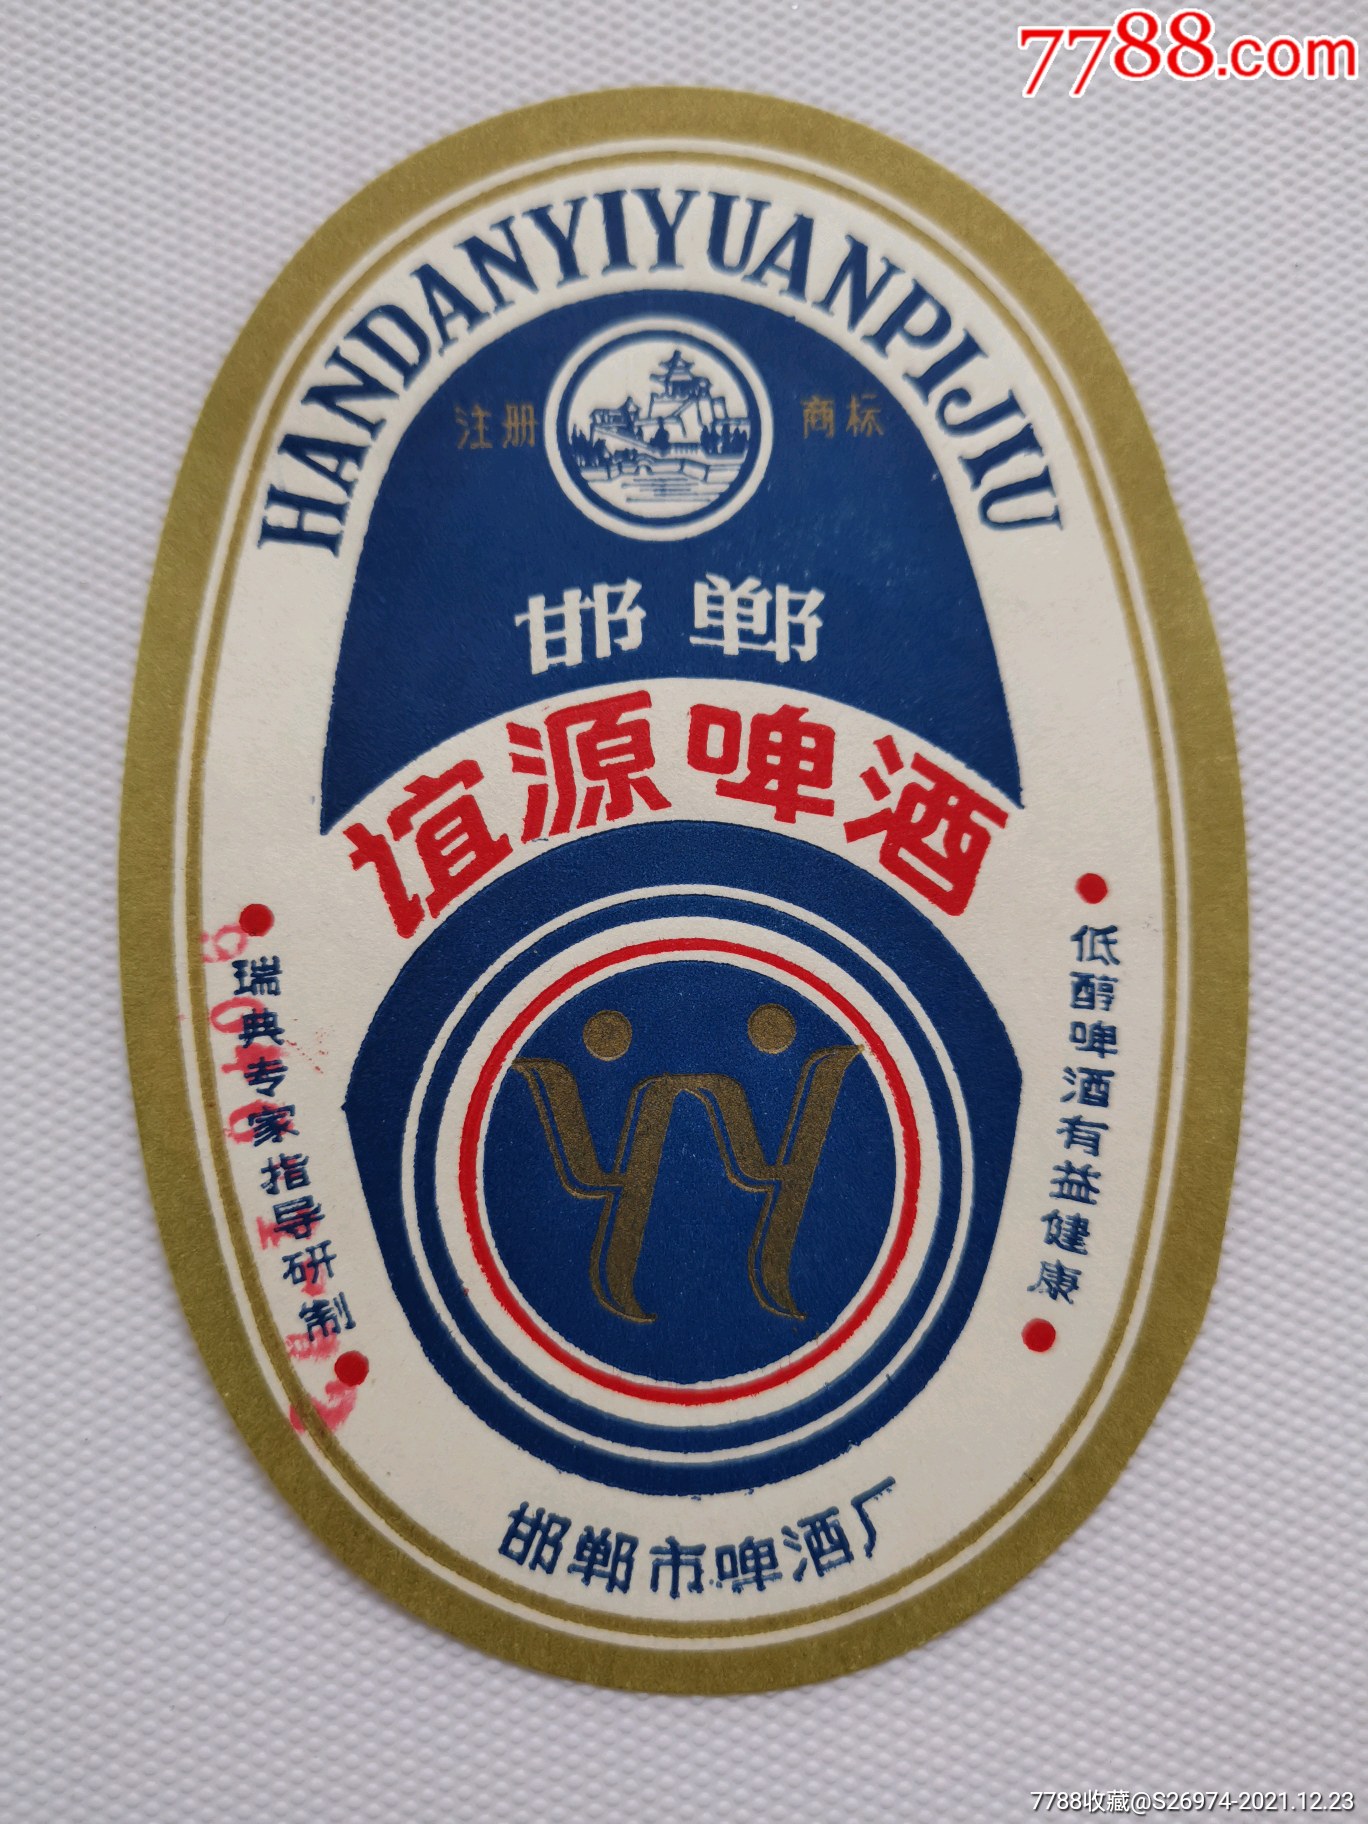 7788.com
HANDANYIYUANPIJIU
注册 商标
邯郸
谊源啤酒
瑞典专家指导研制
低醇啤酒有益健康
邯郸市啤酒厂
7788收藏@S26974-2021.12.23